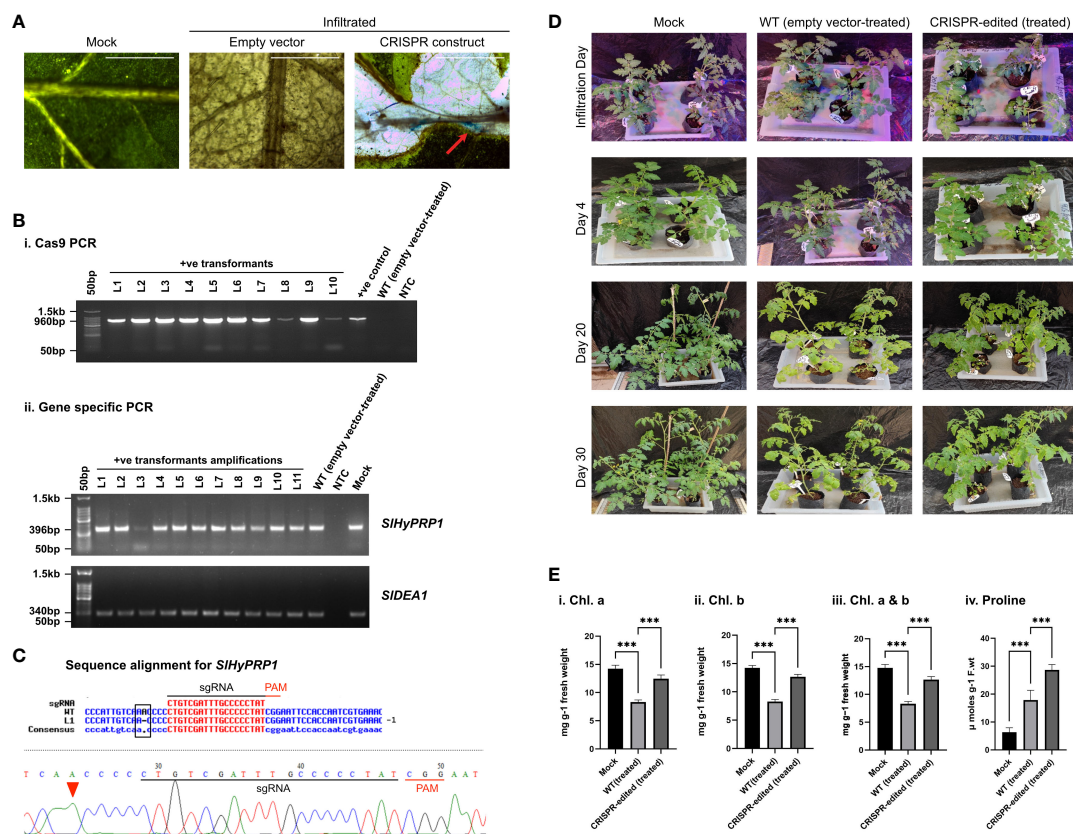 A
Infiltrated
Mock
Empty vector
CRISPR construct
B
i. Cas9 PCR
+ve transformants
50bp
L1
L2
L3
L4
L5
L6
L7
L8
L9
L10
+ve control
WT (empty vector-treated)
NTC
1.5kb
960bp
50bp
ii. Gene specific PCR
+ve transformants amplifications
50bp
L1
L2
L3
L4
L5
L6
L7
L8
L9
L10
L11
WT (empty vector-treated)
NTC
Mock
1.5kb
396bp
50bp
SlHyPRP1
1.5kb
340bp
50bp
SlDEA1
C
Sequence alignment for SlHyPRP1
sgRNA PAM
sgRNA CTGTCGATTTGCCCCCTAT
WT CCCATTGTCAAACCCCCTGTCGATTTGCCCCCTATCGGAATTCCACCAATCGTGAAAC
L1 CCCATTGTCAA-CCCCCTGTCGATTTGCCCCCTATCGGAATTCCACCAATCGTGAAAC -1
Consensus cccattgtcaa.cccccCTGTCGATTTGCCCCCTATcggaattccaccaatcgtgaaac
30 40 50
T C A A C C C C C T G T C G A T T T G C C C C C T A T C G G A A T
sgRNA PAM
D
Mock
WT (empty vector-treated)
CRISPR-edited (treated)
Infiltration Day
Day 4
Day 20
Day 30
E
i. Chl. a
mg g-1 fresh weight
20
15
10
5
0
***
***
Mock
WT(treated)
CRISPR-edited (treated)
ii. Chl. b
mg g-1 fresh weight
20
15
10
5
0
***
***
Mock
WT(treated)
CRISPR-edited (treated)
iii. Chl. a & b
mg g-1 fresh weight
20
15
10
5
0
***
***
Mock
WT (treated)
CRISPR-edited (treated)
iv. Proline
µ moles g-1 F.wt
40
30
20
10
0
***
***
Mock
WT (treated)
CRISPR-edited (treated)